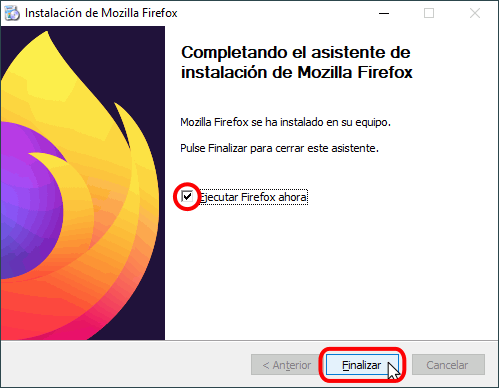 Instalación de Mozilla Firefox
Completando el asistente de
instalación de Mozilla Firefox
Mozilla Firefox se ha instalado en su equipo.
Pulse Finalizar para cerrar este asistente.
Ejecutar Firefox ahora
< Anterior
Finalizar
Cancelar